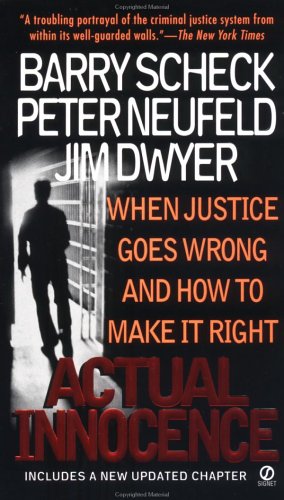 "A troubling portrayal of the criminal justice system from
within its well-guarded walls."—The New York Times
BARRY SCHECK
PETER NEUFELD
JIM DWYER
WHEN JUSTICE
GOES WRONG
AND HOW TO
MAKE IT RIGHT
ACTUAL
INNOCENCE
INCLUDES A NEW UPDATED CHAPTER
SIGNET